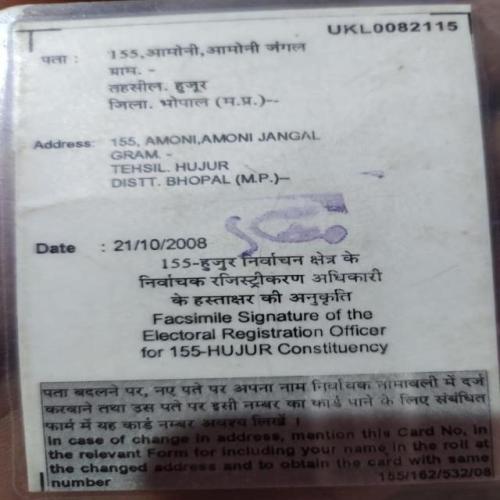 UKL0082115
पता : 155,आमोनी,आमोनी जंगल
ग्राम. -
तहसील. हुजूर
जिला. भोपाल (म.प्र.)--
Address: 155, AMONI,AMONI JANGAL
GRAM. -
TEHSIL. HUJUR
DISTT. BHOPAL (M.P.)--
Date : 21/10/2008
155-हुजुर निर्वाचन क्षेत्र के
निर्वाचक रजिस्ट्रीकरण अधिकारी
के हस्ताक्षर की अनुकृति
Facsimile Signature of the
Electoral Registration Officer
for 155-HUJUR Constituency
पता बदलने पर, नए पते पर अपना नाम निर्वाचक नामावली में दर्ज
करवाने तथा उस पते पर इसी नम्बर का कार्ड पाने के लिए संबंधित
फार्म में यह कार्ड नम्बर अवश्य लिखें ।
In case of change in address, mention this Card No, in
the relevant Form for including your name in the roll at
the changed address and to obtain the card with same
number 155/162/532/08